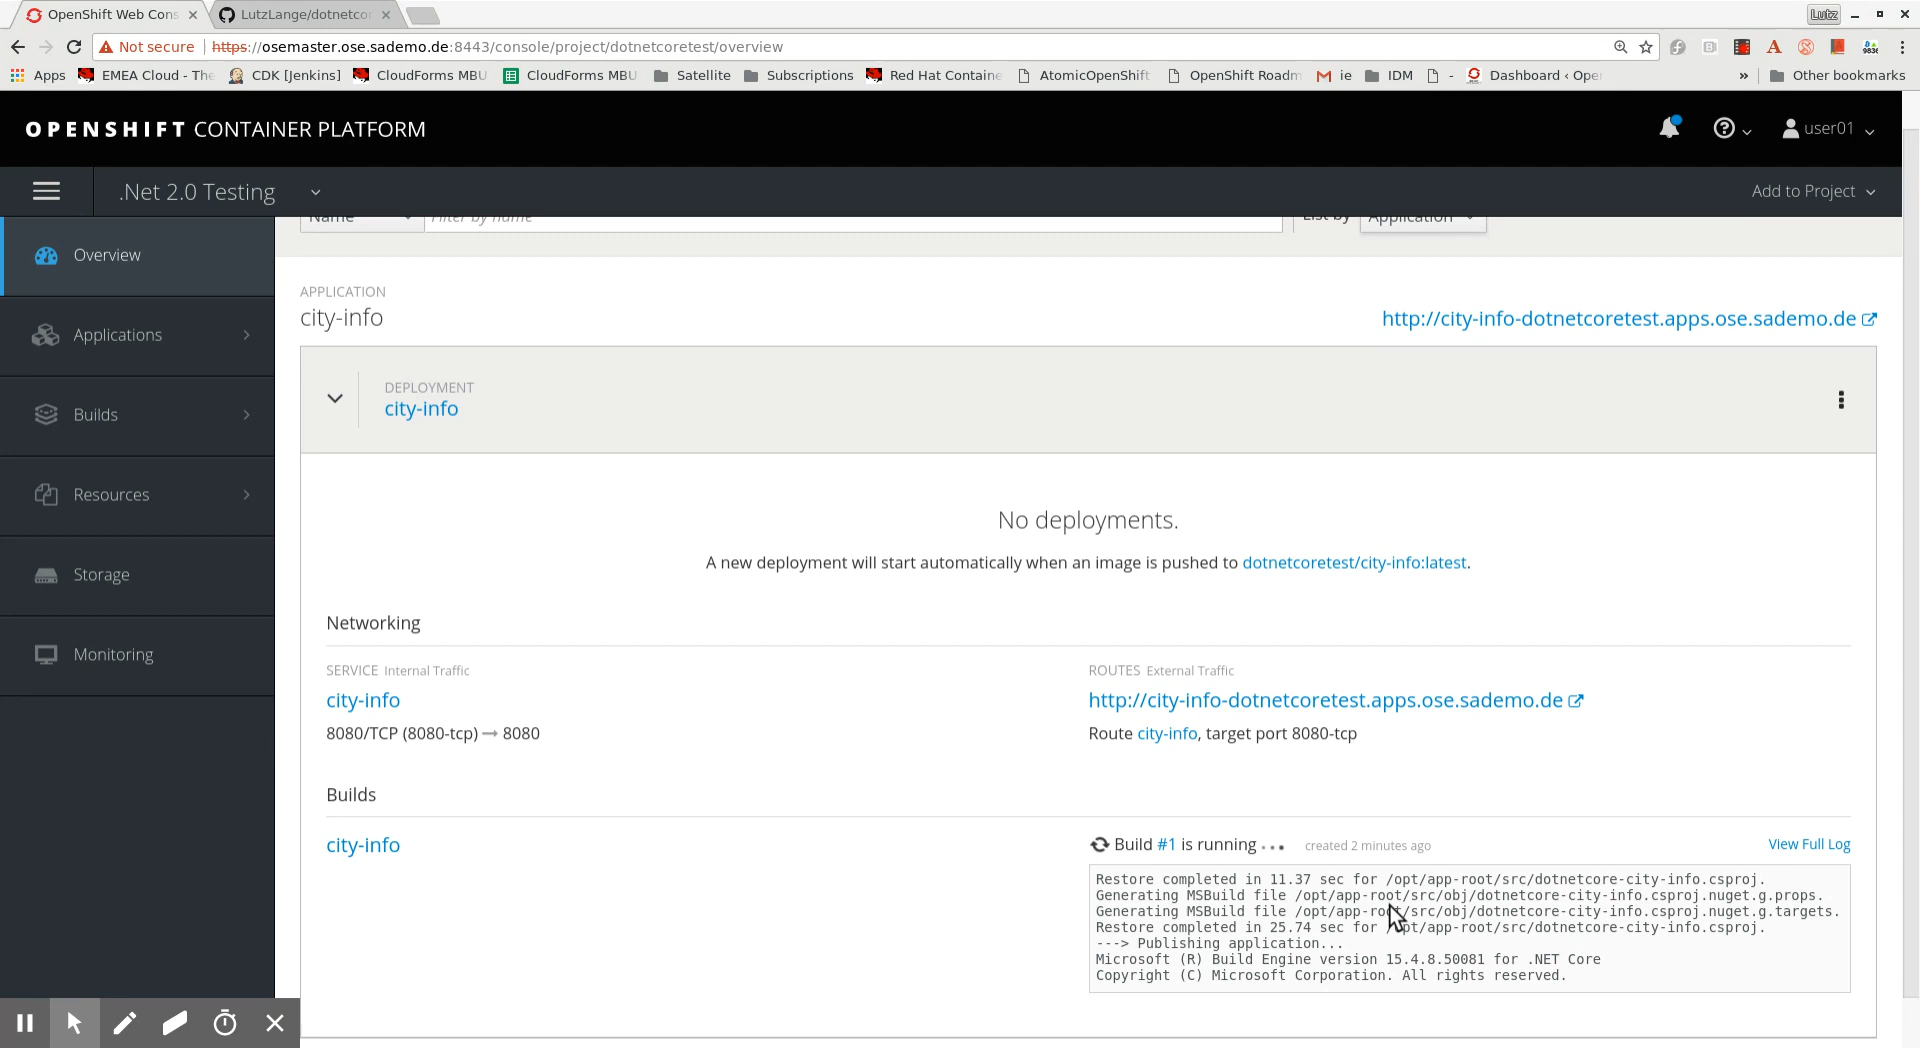 OpenShift Web Cons
LutzLange/dotnetcor
Lutz
Not secure
https://osemaster.ose.sademo.de:8443/console/project/dotnetcoretest/overview
Apps
EMEA Cloud - The
CDK [Jenkins]
CloudForms MBU
CloudForms MBU
Satellite
Subscriptions
Red Hat Containe
AtomicOpenShift
OpenShift Roadm
ie
IDM
-
Dashboard ‹ Ope
»
Other bookmarks
OPENSHIFT CONTAINER PLATFORM
user01
.Net 2.0 Testing
Add to Project
Name
Filter by name
List by
Application
Overview
Applications
Builds
Resources
Storage
Monitoring
APPLICATION
city-info
http://city-info-dotnetcoretest.apps.ose.sademo.de
DEPLOYMENT
city-info
No deployments.
A new deployment will start automatically when an image is pushed to dotnetcoretest/city-info:latest.
Networking
SERVICE Internal Traffic
city-info
8080/TCP (8080-tcp) → 8080
ROUTES External Traffic
http://city-info-dotnetcoretest.apps.ose.sademo.de
Route city-info, target port 8080-tcp
Builds
city-info
Build #1 is running ...
created 2 minutes ago
View Full Log
Restore completed in 11.37 sec for /opt/app-root/src/dotnetcore-city-info.csproj.
Generating MSBuild file /opt/app-root/src/obj/dotnetcore-city-info.csproj.nuget.g.props.
Generating MSBuild file /opt/app-root/src/obj/dotnetcore-city-info.csproj.nuget.g.targets.
Restore completed in 25.74 sec for /opt/app-root/src/dotnetcore-city-info.csproj.
---> Publishing application...
Microsoft (R) Build Engine version 15.4.8.50081 for .NET Core
Copyright (C) Microsoft Corporation. All rights reserved.